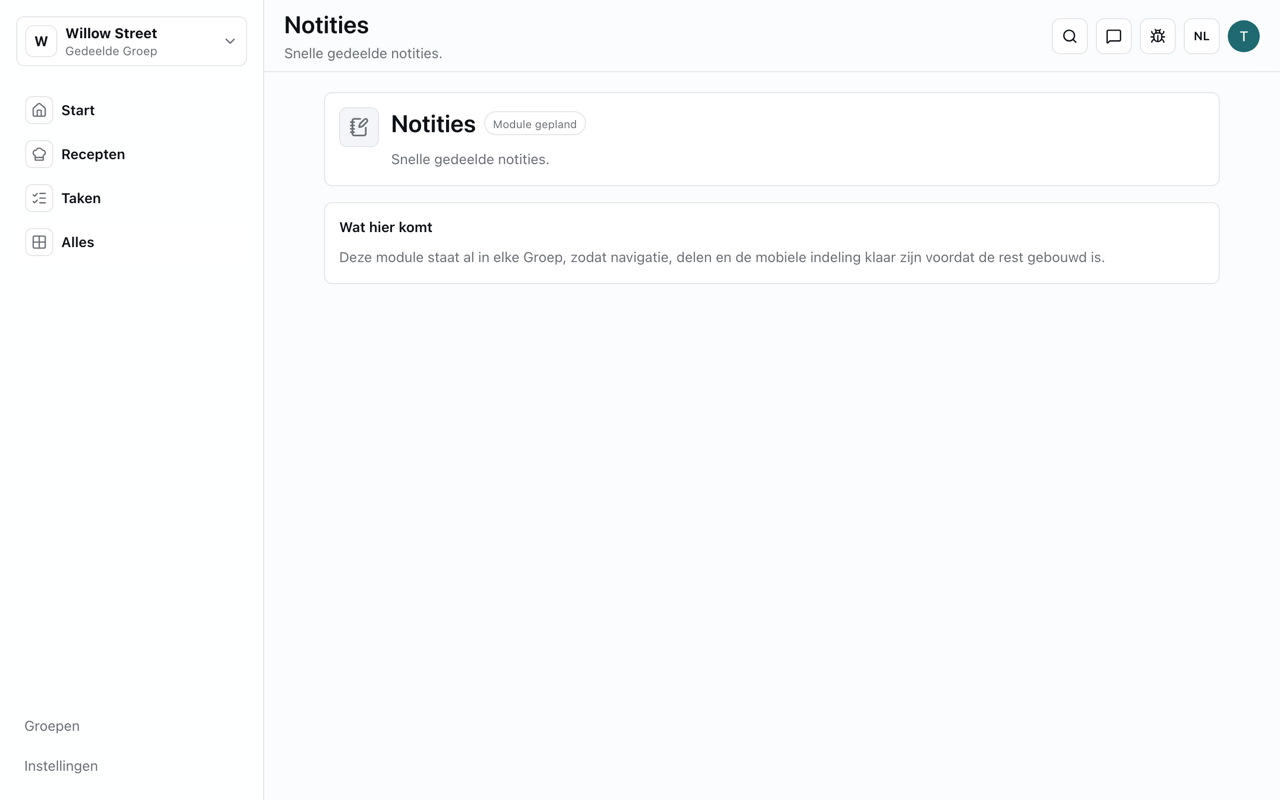 W
Willow Street
Gedeelde Groep
Start
Recepten
Taken
Alles
Groepen
Instellingen
Notities
Snelle gedeelde notities.
NL
T
Notities
Module gepland
Snelle gedeelde notities.
Wat hier komt
Deze module staat al in elke Groep, zodat navigatie, delen en de mobiele indeling klaar zijn voordat de rest gebouwd is.